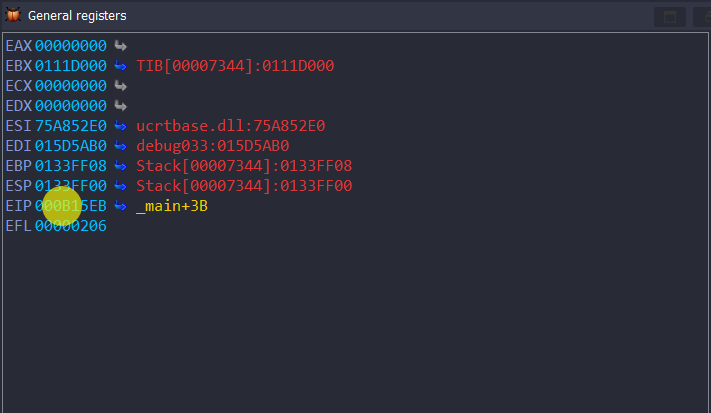 General registers
EAX 00000000
EBX 0111D000 TIB[00007344]:0111D000
ECX 00000000
EDX 00000000
ESI 75A852E0 ucrtbase.dll:75A852E0
EDI 015D5AB0 debug033:015D5AB0
EBP 0133FF08 Stack[00007344]:0133FF08
ESP 0133FF00 Stack[00007344]:0133FF00
EIP 000B15EB _main+3B
EFL 00000206